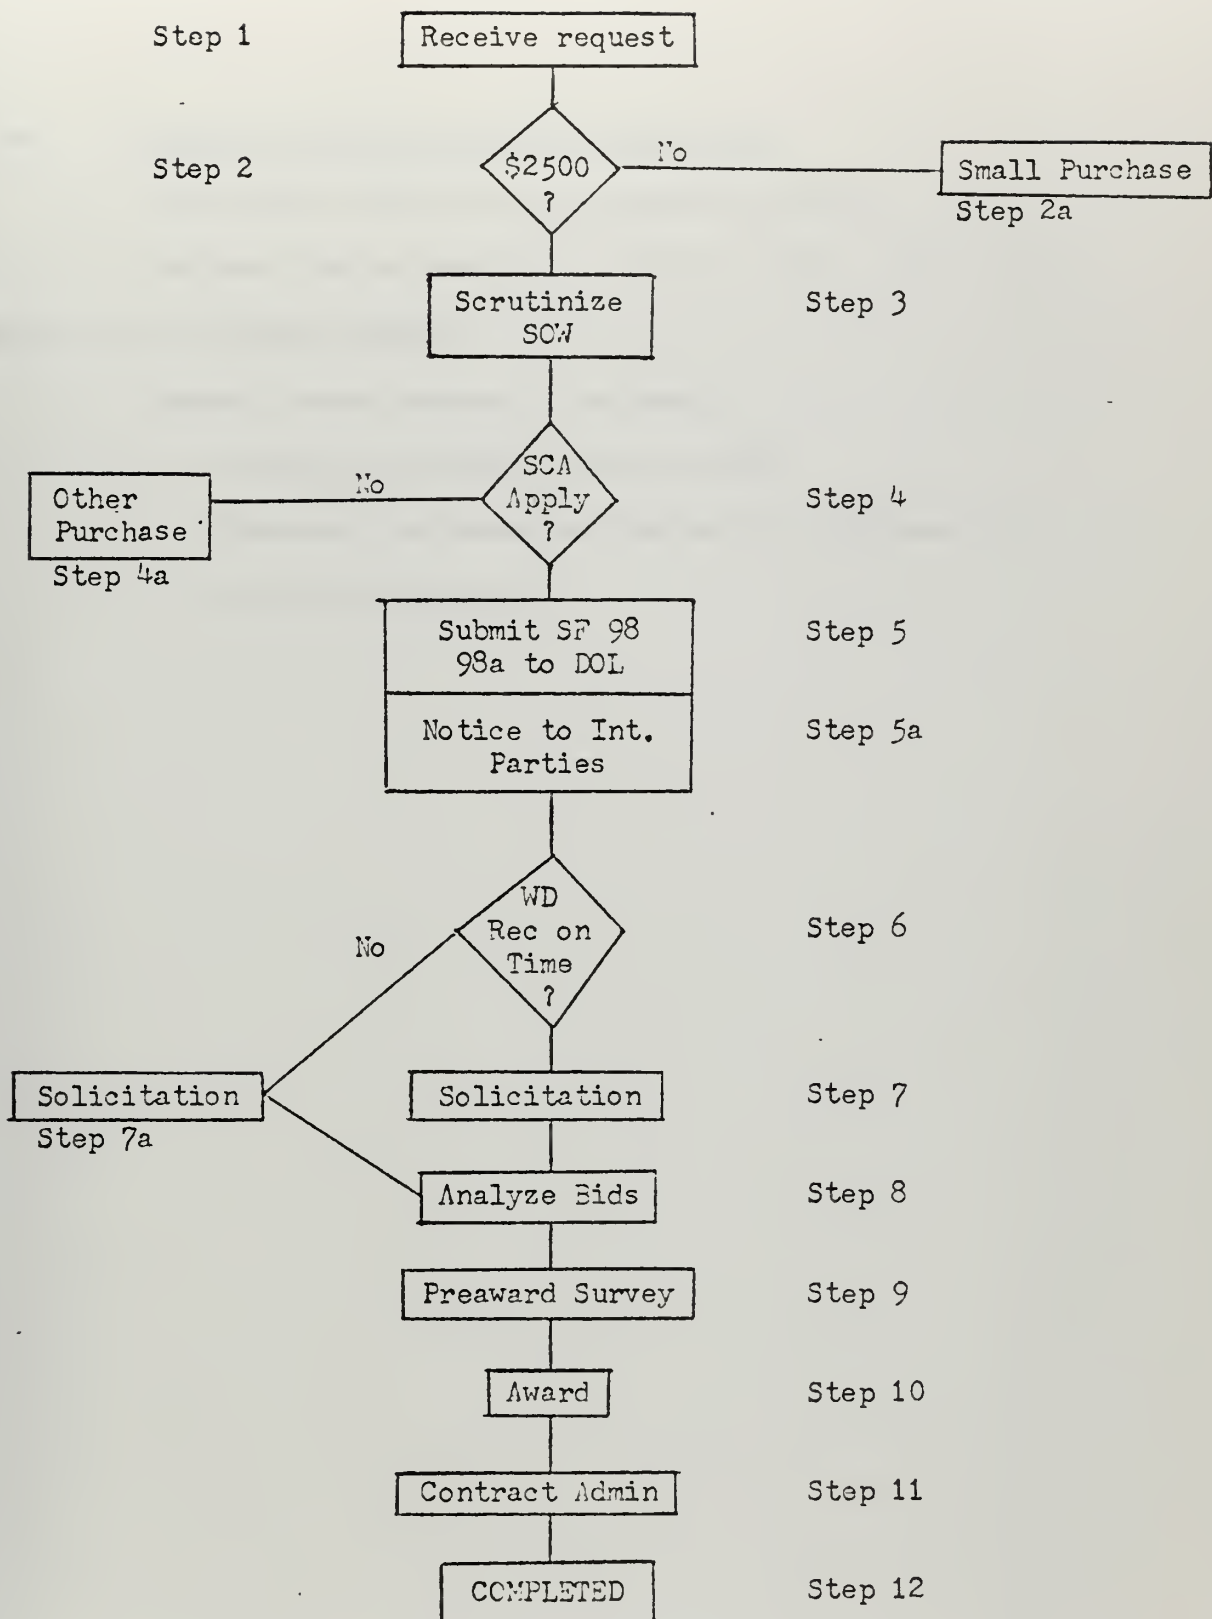 Step 1
Receive request
Step 2
$2500
?
No
Small Purchase
Step 2a
Scrutinize
SOW
Step 3
SCA
Apply
?
No
Other
Purchase
Step 4a
Step 4
Submit SF 98
98a to DOL
Step 5
Notice to Int.
Parties
Step 5a
WD
Rec on
Time
?
No
Step 6
Solicitation
Step 7a
Solicitation
Step 7
Analyze Bids
Step 8
Preaward Survey
Step 9
Award
Step 10
Contract Admin
Step 11
COMPLETED
Step 12